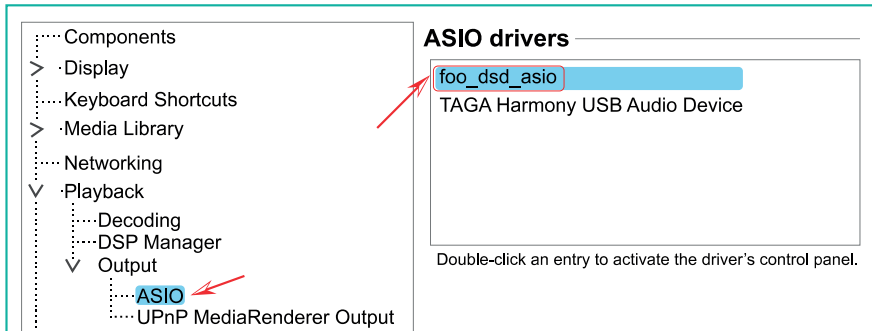 Components
Display
Keyboard Shortcuts
Media Library
Networking
Playback
Decoding
DSP Manager
Output
ASIO
UPnP MediaRenderer Output
ASIO drivers
foo_dsd_asio
TAGA Harmony USB Audio Device
Double-click an entry to activate the driver's control panel.